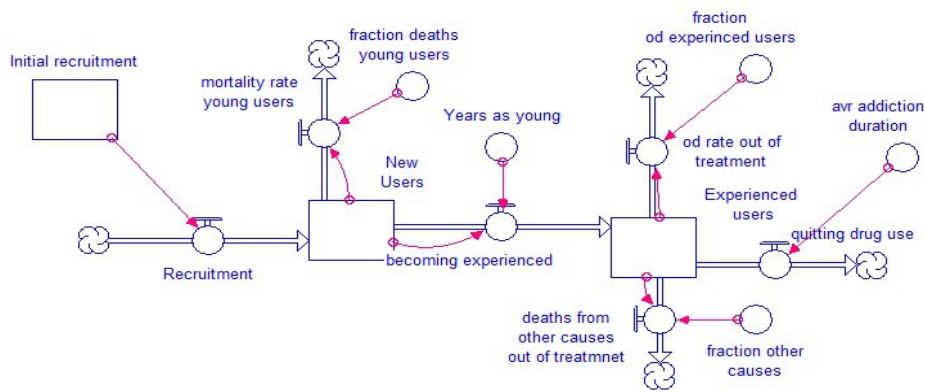 Initial recruitment
mortality rate
young users
fraction deaths
young users
Years as young
New
Users
Recruitment
becoming experienced
fraction
od experinced users
od rate out of
treatment
avr addiction
duration
Experienced
users
quitting drug use
deaths from
other causes
out of treatmnet
fraction other
causes